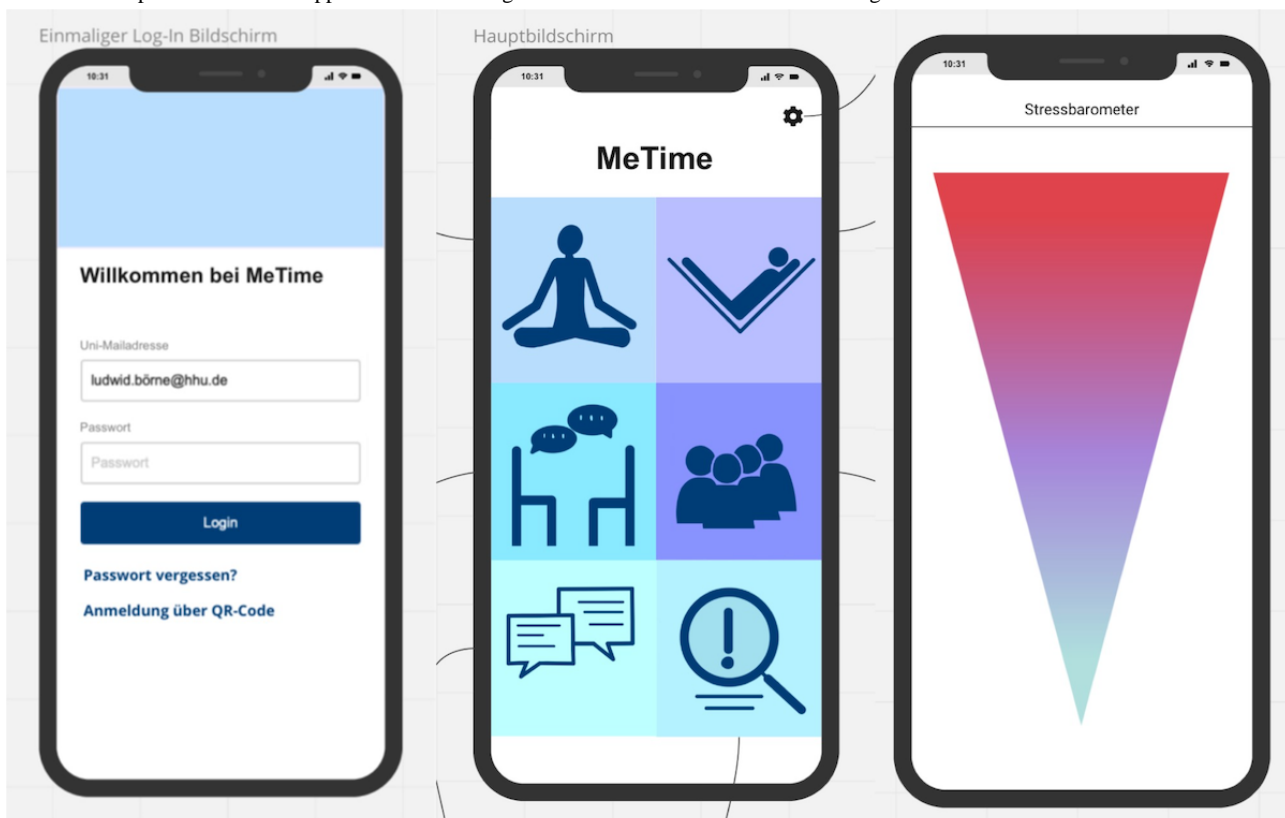 Einmaliger Log-In Bildschirm
10:31
Willkommen bei MeTime
Uni-Mailadresse
ludwid.börne@hhu.de
Passwort
Passwort
Login
Passwort vergessen?
Anmeldung über QR-Code
Hauptbildschirm
10:31
MeTime
10:31
Stressbarometer